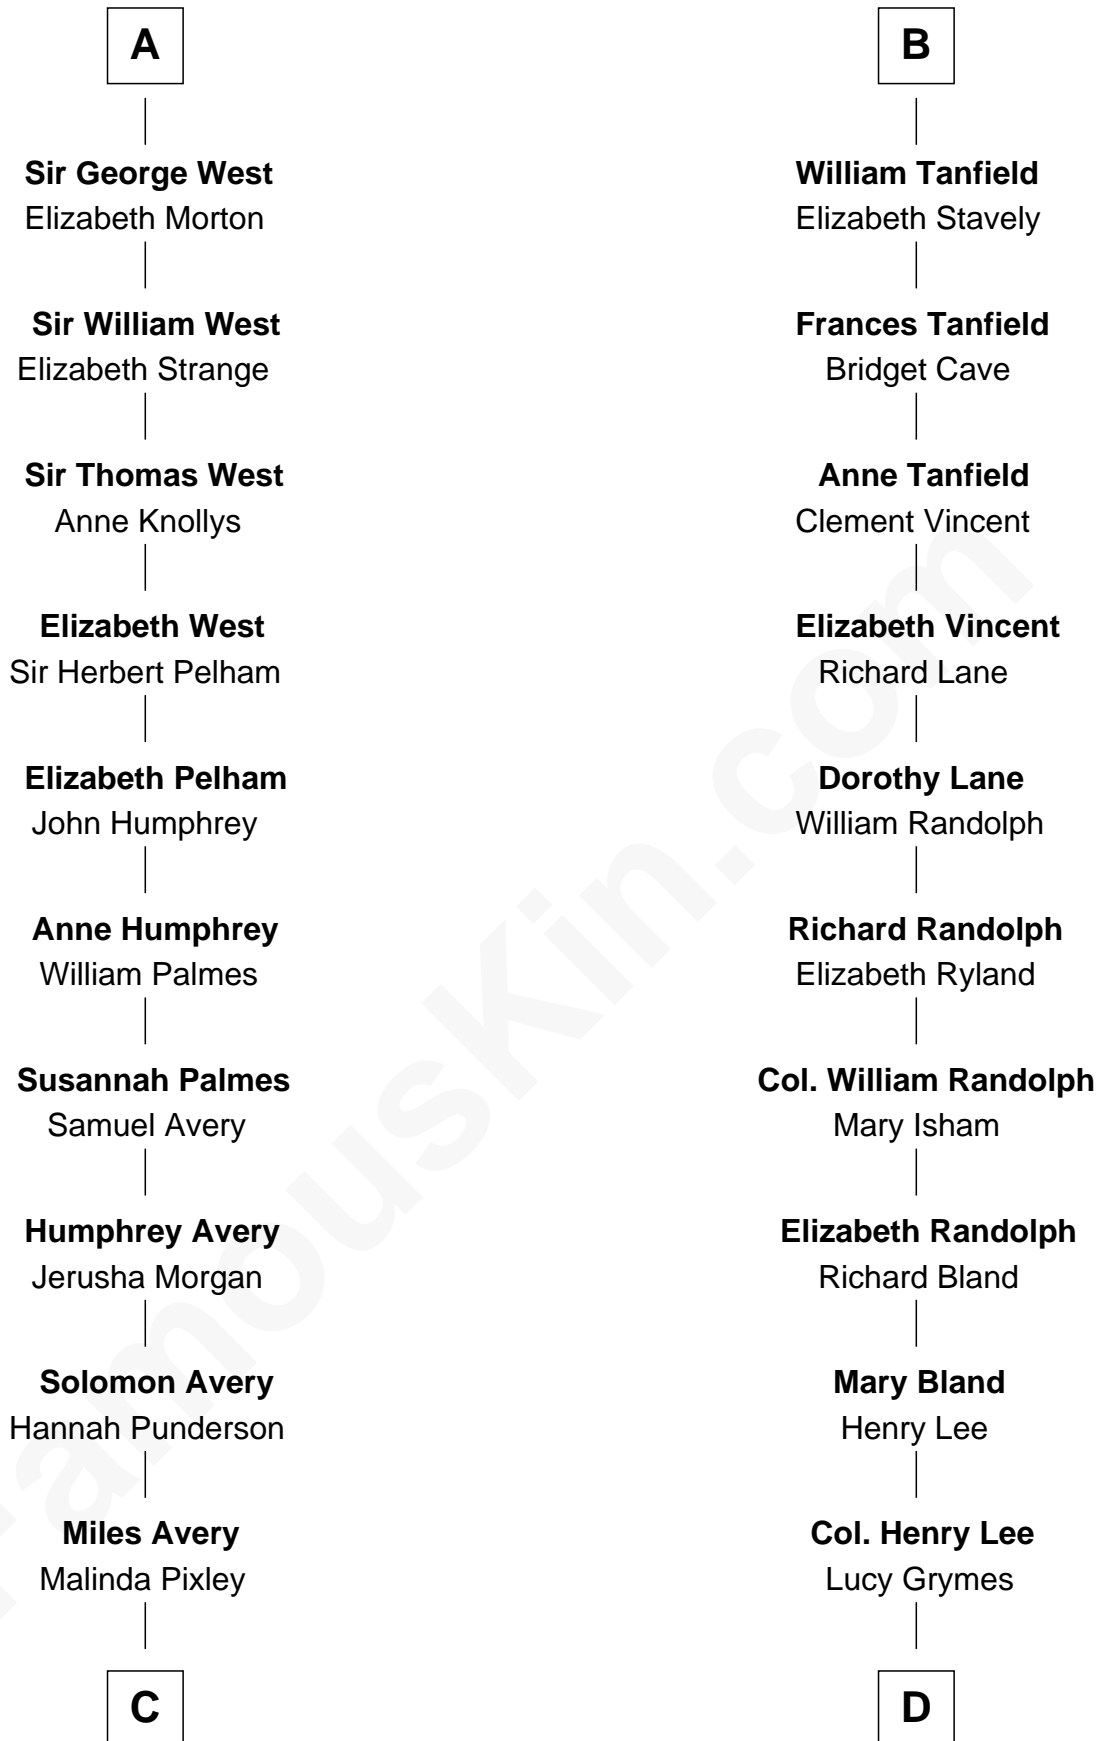 A
Sir George West
Elizabeth Morton
Sir William West
Elizabeth Strange
Sir Thomas West
Anne Knollys
Elizabeth West
Sir Herbert Pelham
Elizabeth Pelham
John Humphrey
Anne Humphrey
William Palmes
Susannah Palmes
Samuel Avery
Humphrey Avery
Jerusha Morgan
Solomon Avery
Hannah Punderson
Miles Avery
Malinda Pixley
C
B
William Tanfield
Elizabeth Stavely
Frances Tanfield
Bridget Cave
Anne Tanfield
Clement Vincent
Elizabeth Vincent
Richard Lane
Dorothy Lane
William Randolph
Richard Randolph
Elizabeth Ryland
Col. William Randolph
Mary Isham
Elizabeth Randolph
Richard Bland
Mary Bland
Henry Lee
Col. Henry Lee
Lucy Grymes
D
FamousKin.com